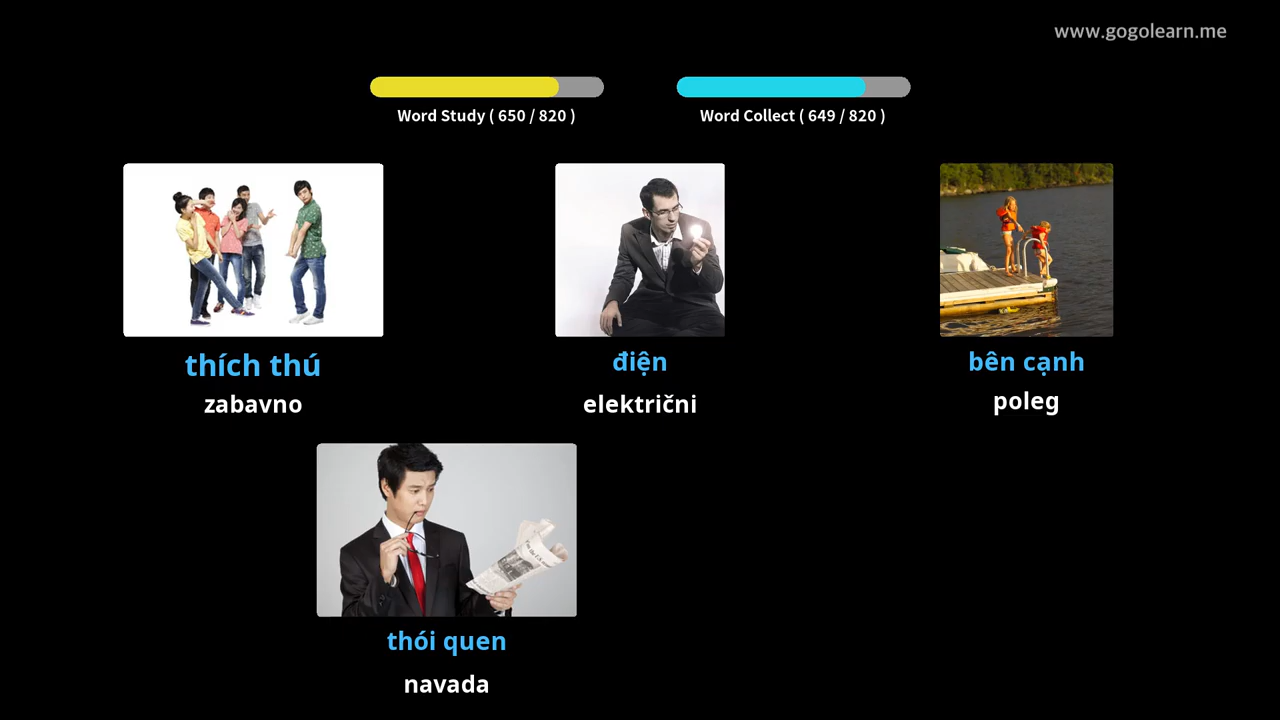 www.gogolearn.me
Word Study ( 650 / 820 )
Word Collect ( 649 / 820 )
thích thú
zabavno
điện
električni
bên cạnh
poleg
thói quen
navada